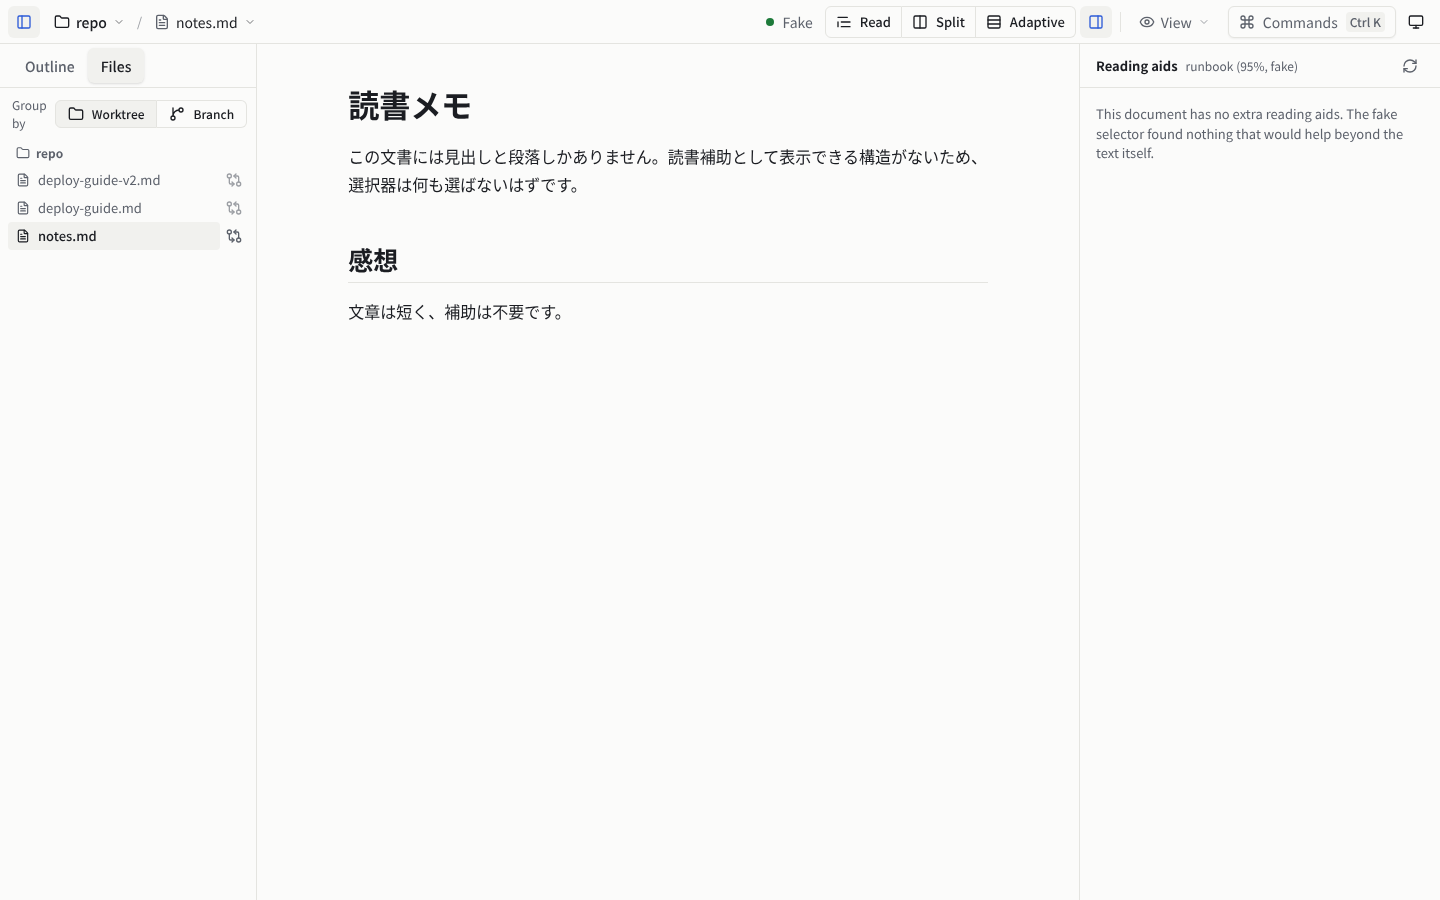 repo / notes.md
Fake
Read
Split
Adaptive
View
Commands Ctrl K
Outline
Files
Group by
Worktree
Branch
repo
deploy-guide-v2.md
deploy-guide.md
notes.md
読書メモ
この文書には見出しと段落しかありません。読書補助として表示できる構造がないため、
選択器は何も選ばないはずです。
感想
文章は短く、補助は不要です。
Reading aids runbook (95%, fake)
This document has no extra reading aids. The fake
selector found nothing that would help beyond the
text itself.